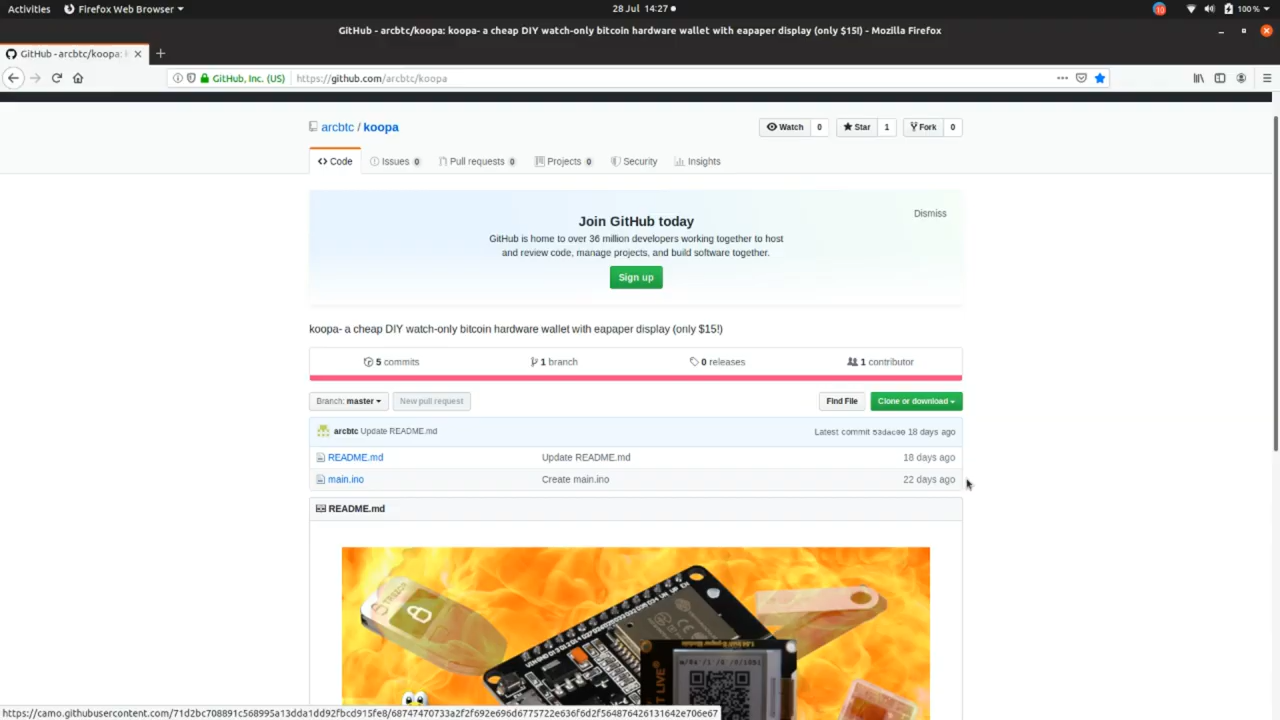 Activities Firefox Web Browser 28 Jul 14:27 10 100 %
GitHub - arcbtc/koopa: koopa- a cheap DIY watch-only bitcoin hardware wallet with eapaper display (only $15!) - Mozilla Firefox
GitHub - arcbtc/koopa: k
GitHub, Inc. (US) https://github.com/arcbtc/koopa
arcbtc / koopa Watch 0 Star 1 Fork 0
Code Issues 0 Pull requests 0 Projects 0 Security Insights
Dismiss
Join GitHub today
GitHub is home to over 36 million developers working together to host
and review code, manage projects, and build software together.
Sign up
koopa- a cheap DIY watch-only bitcoin hardware wallet with eapaper display (only $15!)
5 commits 1 branch 0 releases 1 contributor
Branch: master New pull request Find File Clone or download
arcbtc Update README.md Latest commit 53dac00 18 days ago
README.md Update README.md 18 days ago
main.ino Create main.ino 22 days ago
README.md
https://camo.githubusercontent.com/71d2bc708891c568995a13dda1dd92fbcd915fe8/68747470733a2f2f692e696d6775722e636f6d2f564876426131642e706e67